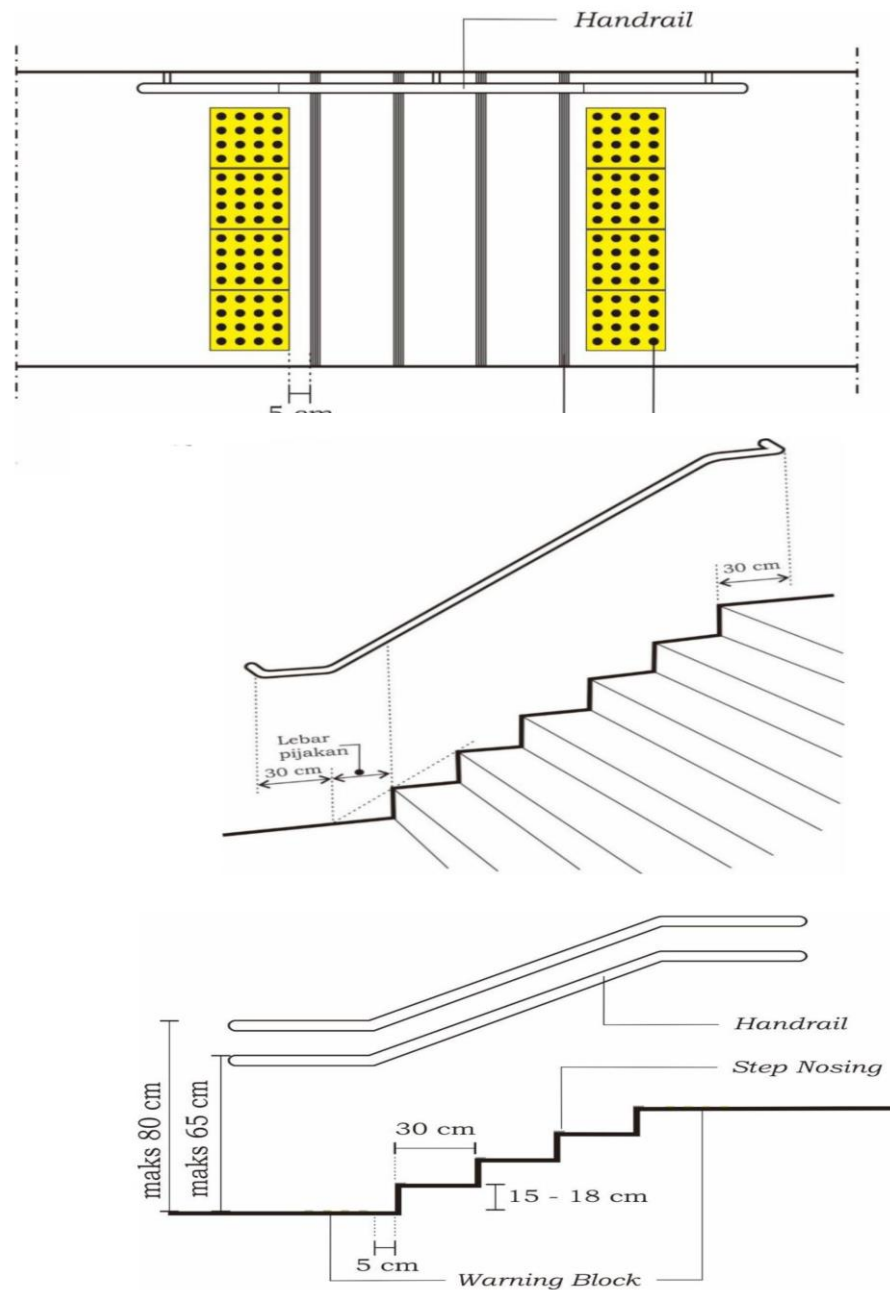 Handrail
5 cm
30 cm
Lebar
pijakan
30 cm
Handrail
Step Nosing
maks 80 cm
maks 65 cm
30 cm
15 - 18 cm
5 cm
Warning Block